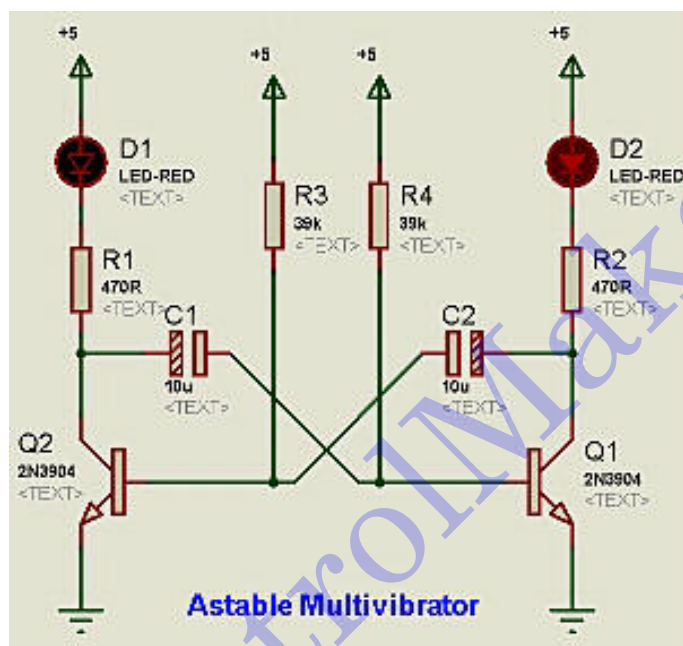 +5
+5
+5
+5
D1
LED-RED
<TEXT>
D2
LED-RED
<TEXT>
R3
39k
<TEXT>
R4
39k
<TEXT>
R1
470R
<TEXT>
R2
470R
<TEXT>
C1
10u
<TEXT>
C2
10u
<TEXT>
Q2
2N3904
<TEXT>
Q1
2N3904
<TEXT>
Astable Multivibrator